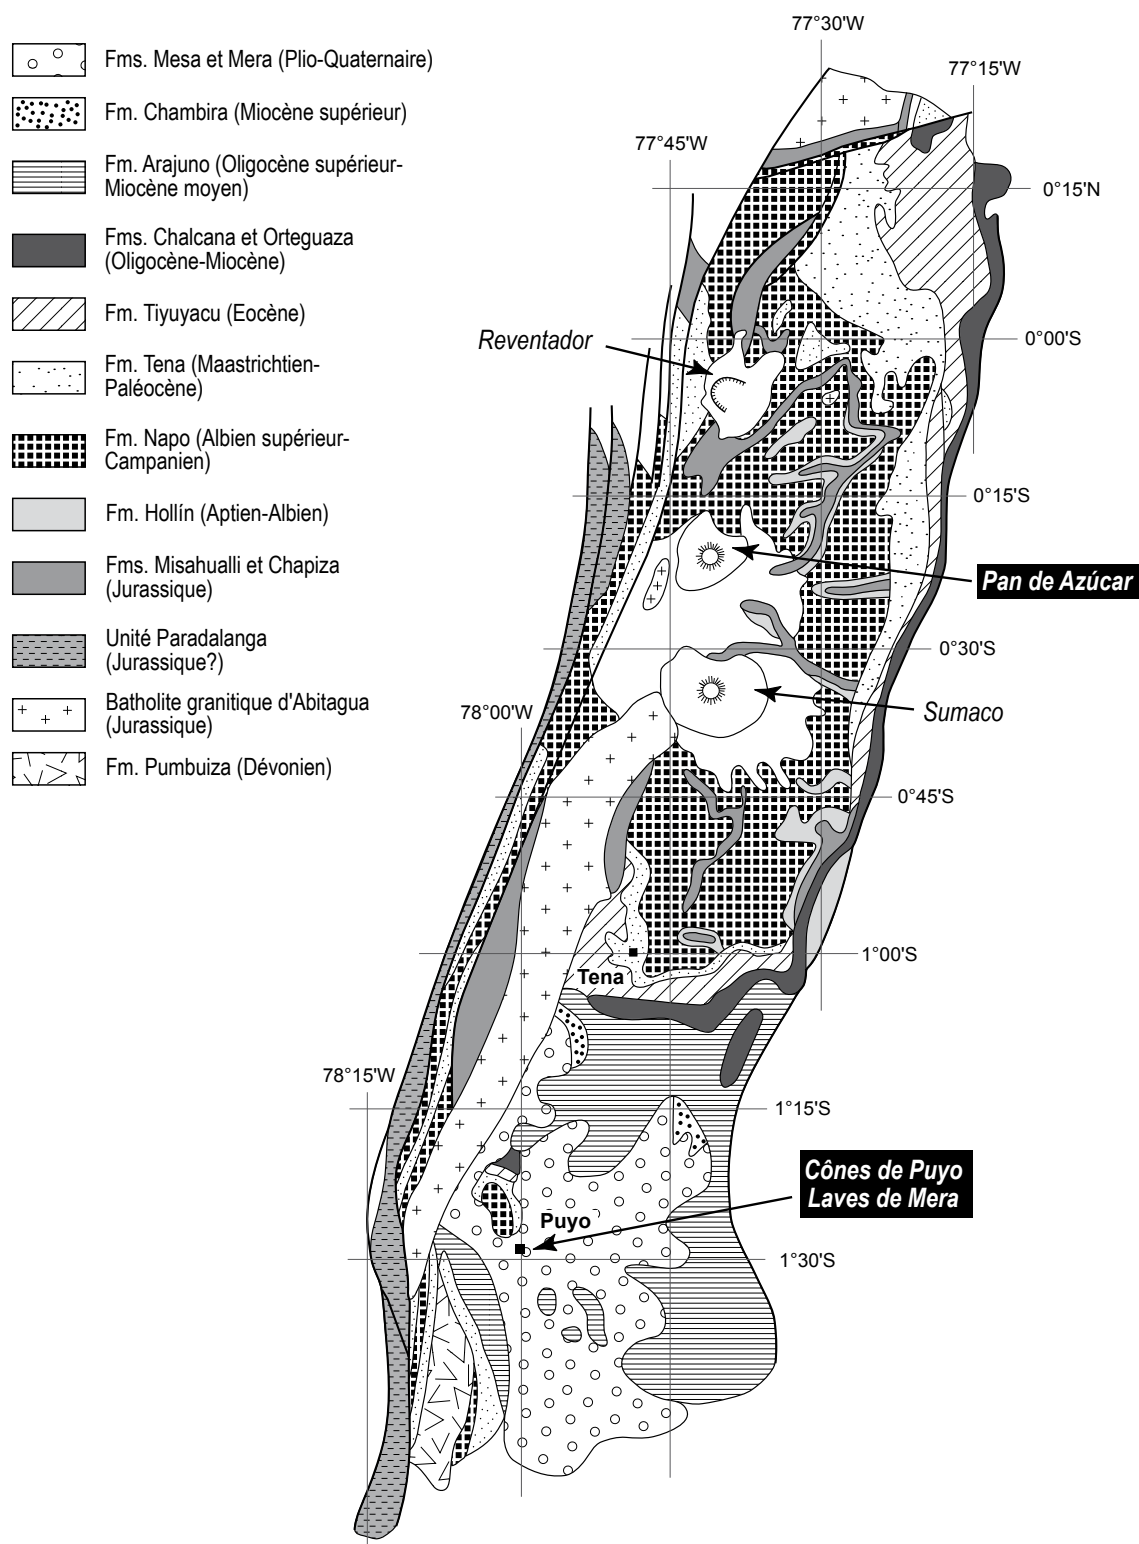 Fms. Mesa et Mera (Plio-Quaternaire)
Fm. Chambira (Miocène supérieur)
Fm. Arajuno (Oligocène supérieur-
Miocène moyen)
Fms. Chalcana et Orteguaza
(Oligocène-Miocène)
Fm. Tiyuyacu (Eocène)
Fm. Tena (Maastrichtien-
Paléocène)
Fm. Napo (Albien supérieur-
Campanien)
Fm. Hollín (Aptien-Albien)
Fms. Misahualli et Chapiza
(Jurassique)
Unité Paradalanga
(Jurassique?)
Batholite granitique d'Abitagua
(Jurassique)
Fm. Pumbuiza (Dévonien)
77°30'W
77°15'W
77°45'W
0°15'N
Reventador
0°00'S
0°15'S
Pan de Azúcar
0°30'S
78°00'W
Sumaco
0°45'S
1°00'S
Tena
78°15'W
1°15'S
Cônes de Puyo
Laves de Mera
Puyo
1°30'S